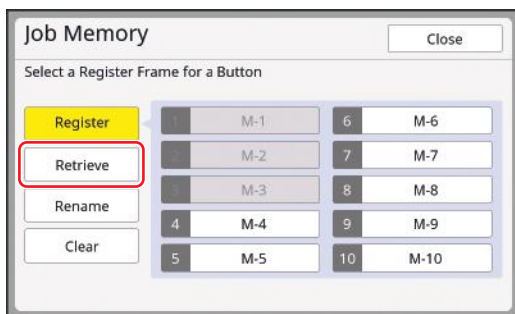 Job Memory
Close
Select a Register Frame for a Button
Register
Retrieve
Rename
Clear
1 M-1
2 M-2
3 M-3
4 M-4
5 M-5
6 M-6
7 M-7
8 M-8
9 M-9
10 M-10